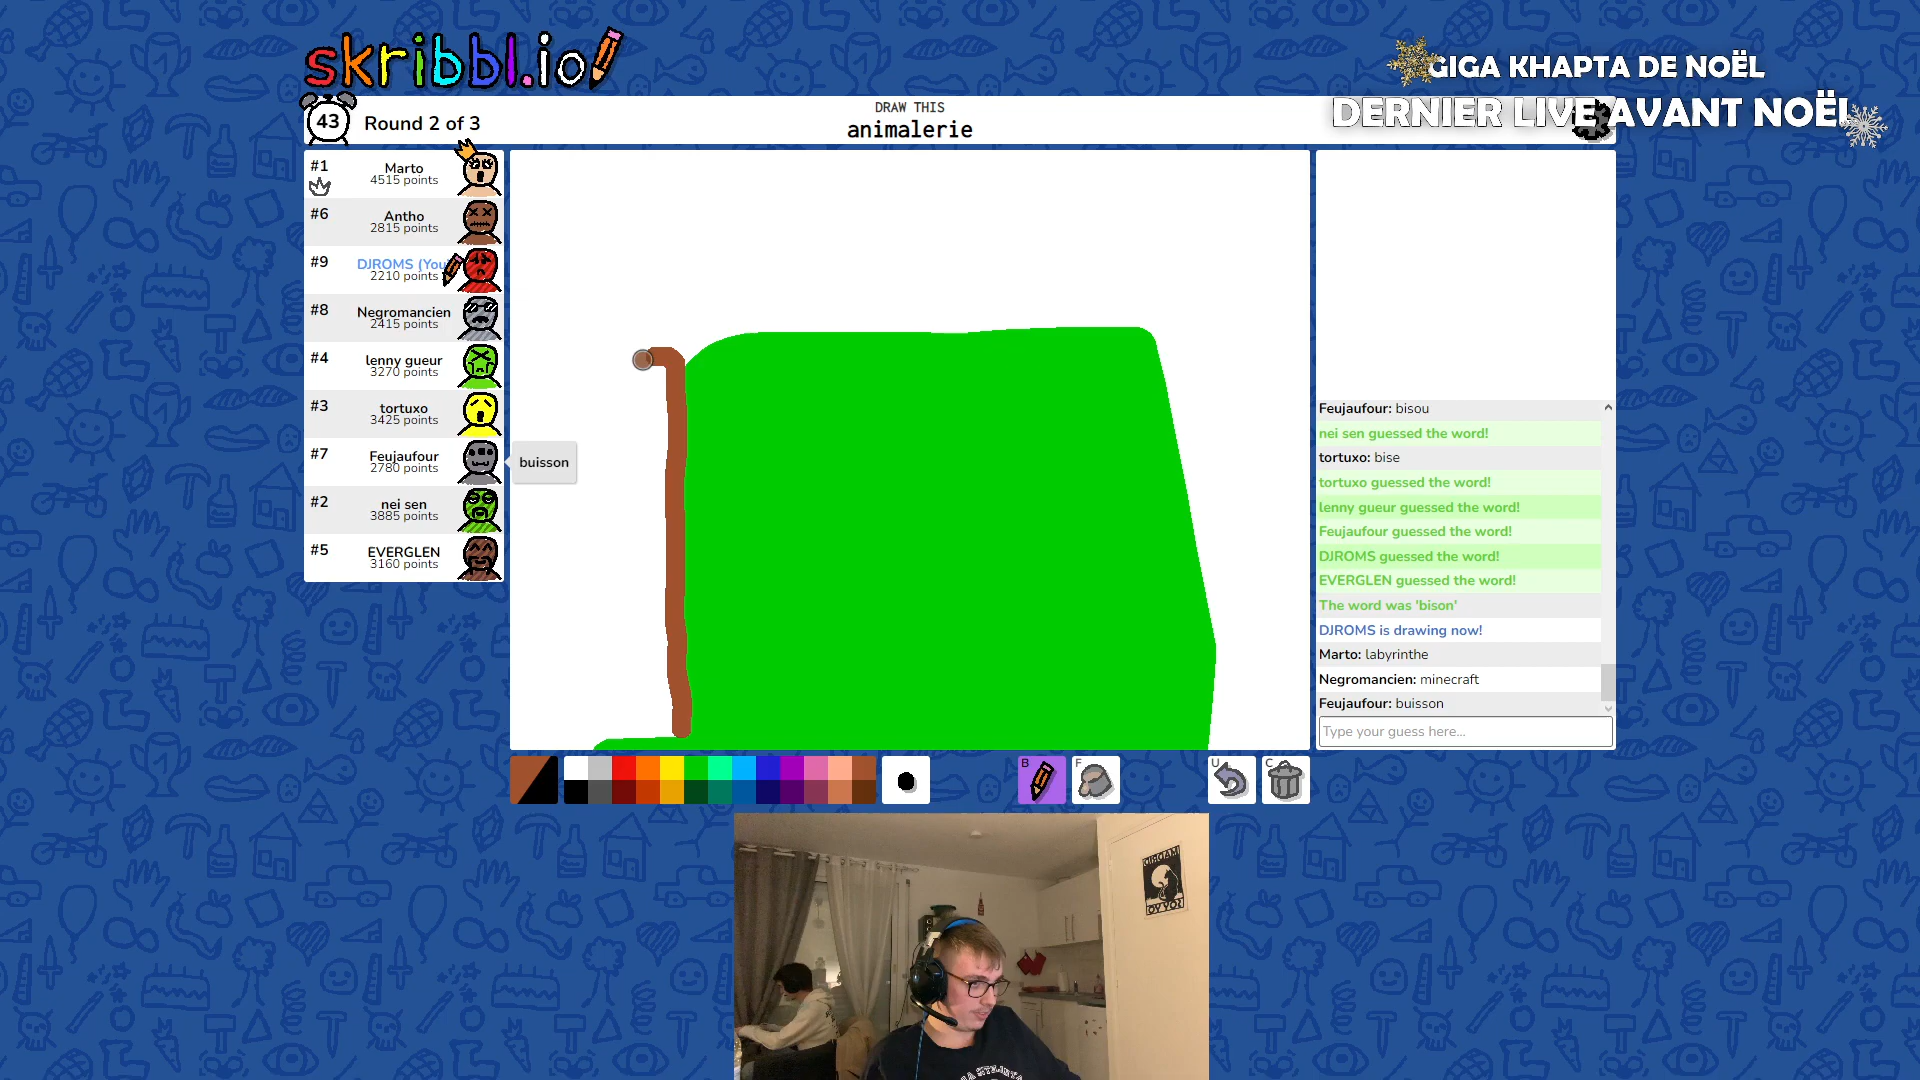 skribbl.io
GIGA KHAPTA DE NOËL
DERNIER LIVE AVANT NOËL
43
Round 2 of 3
DRAW THIS
animalerie
#1
Marto
4515 points
#6
Antho
2815 points
#9
DJROMS (You
2210 points
#8
Negromancien
2415 points
#4
lenny gueur
3270 points
#3
tortuxo
3425 points
#7
Feujaufour
2780 points
buisson
#2
nei sen
3885 points
#5
EVERGLEN
3160 points
Feujaufour: bisou
nei sen guessed the word!
tortuxo: bise
tortuxo guessed the word!
lenny gueur guessed the word!
Feujaufour guessed the word!
DJROMS guessed the word!
EVERGLEN guessed the word!
The word was 'bison'
DJROMS is drawing now!
Marto: labyrinthe
Negromancien: minecraft
Feujaufour: buisson
Type your guess here...
B
F
U
C